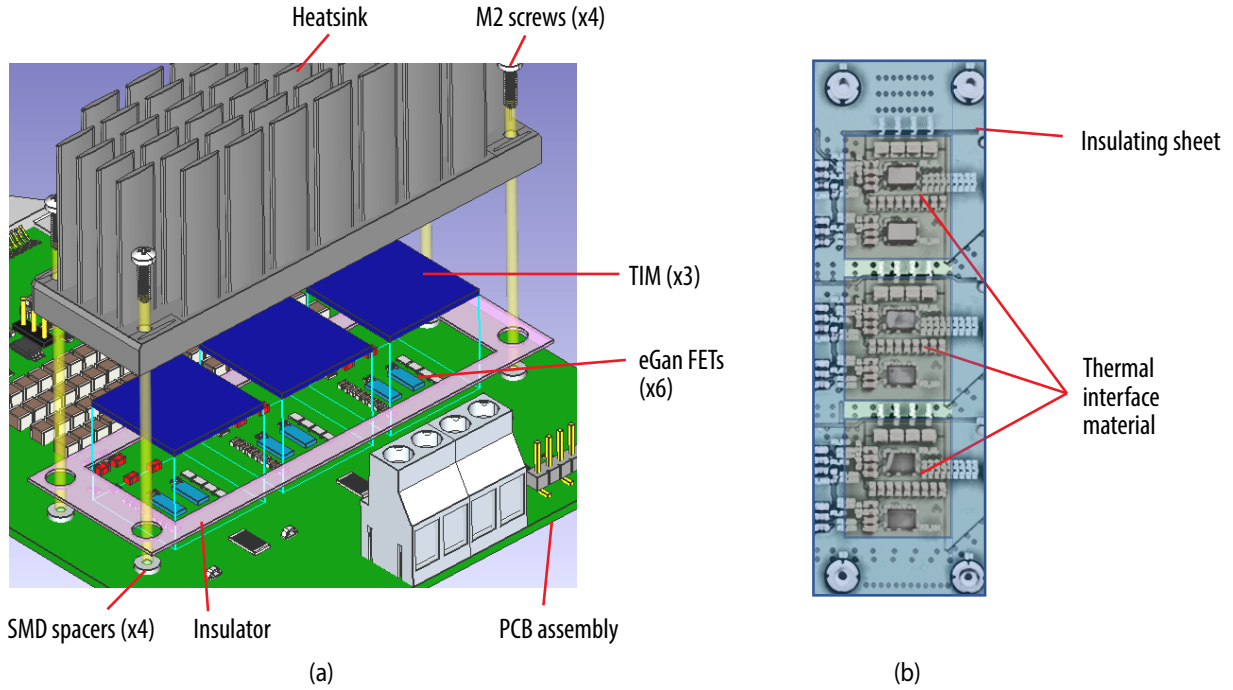 Heatsink
M2 screws (x4)
Insulating sheet
TIM (x3)
eGan FETs
(x6)
Thermal
interface
material
SMD spacers (x4)
Insulator
PCB assembly
(a)
(b)